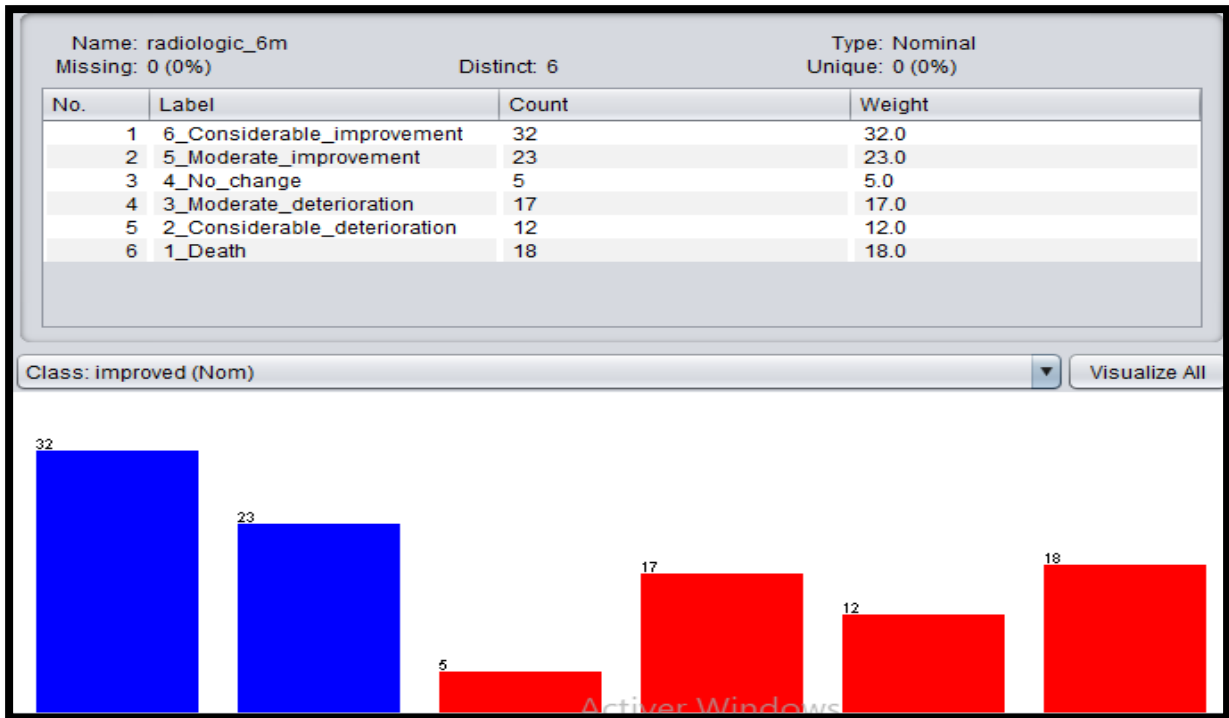 Name: radiologic_6m Type: Nominal
Missing: 0 (0%) Distinct: 6 Unique: 0 (0%)
No. Label Count Weight
1 6_Considerable_improvement 32 32.0
2 5_Moderate_improvement 23 23.0
3 4_No_change 5 5.0
4 3_Moderate_deterioration 17 17.0
5 2_Considerable_deterioration 12 12.0
6 1_Death 18 18.0
Class: improved (Nom) Visualize All
32
23
5
17
12
18
Activer Windows